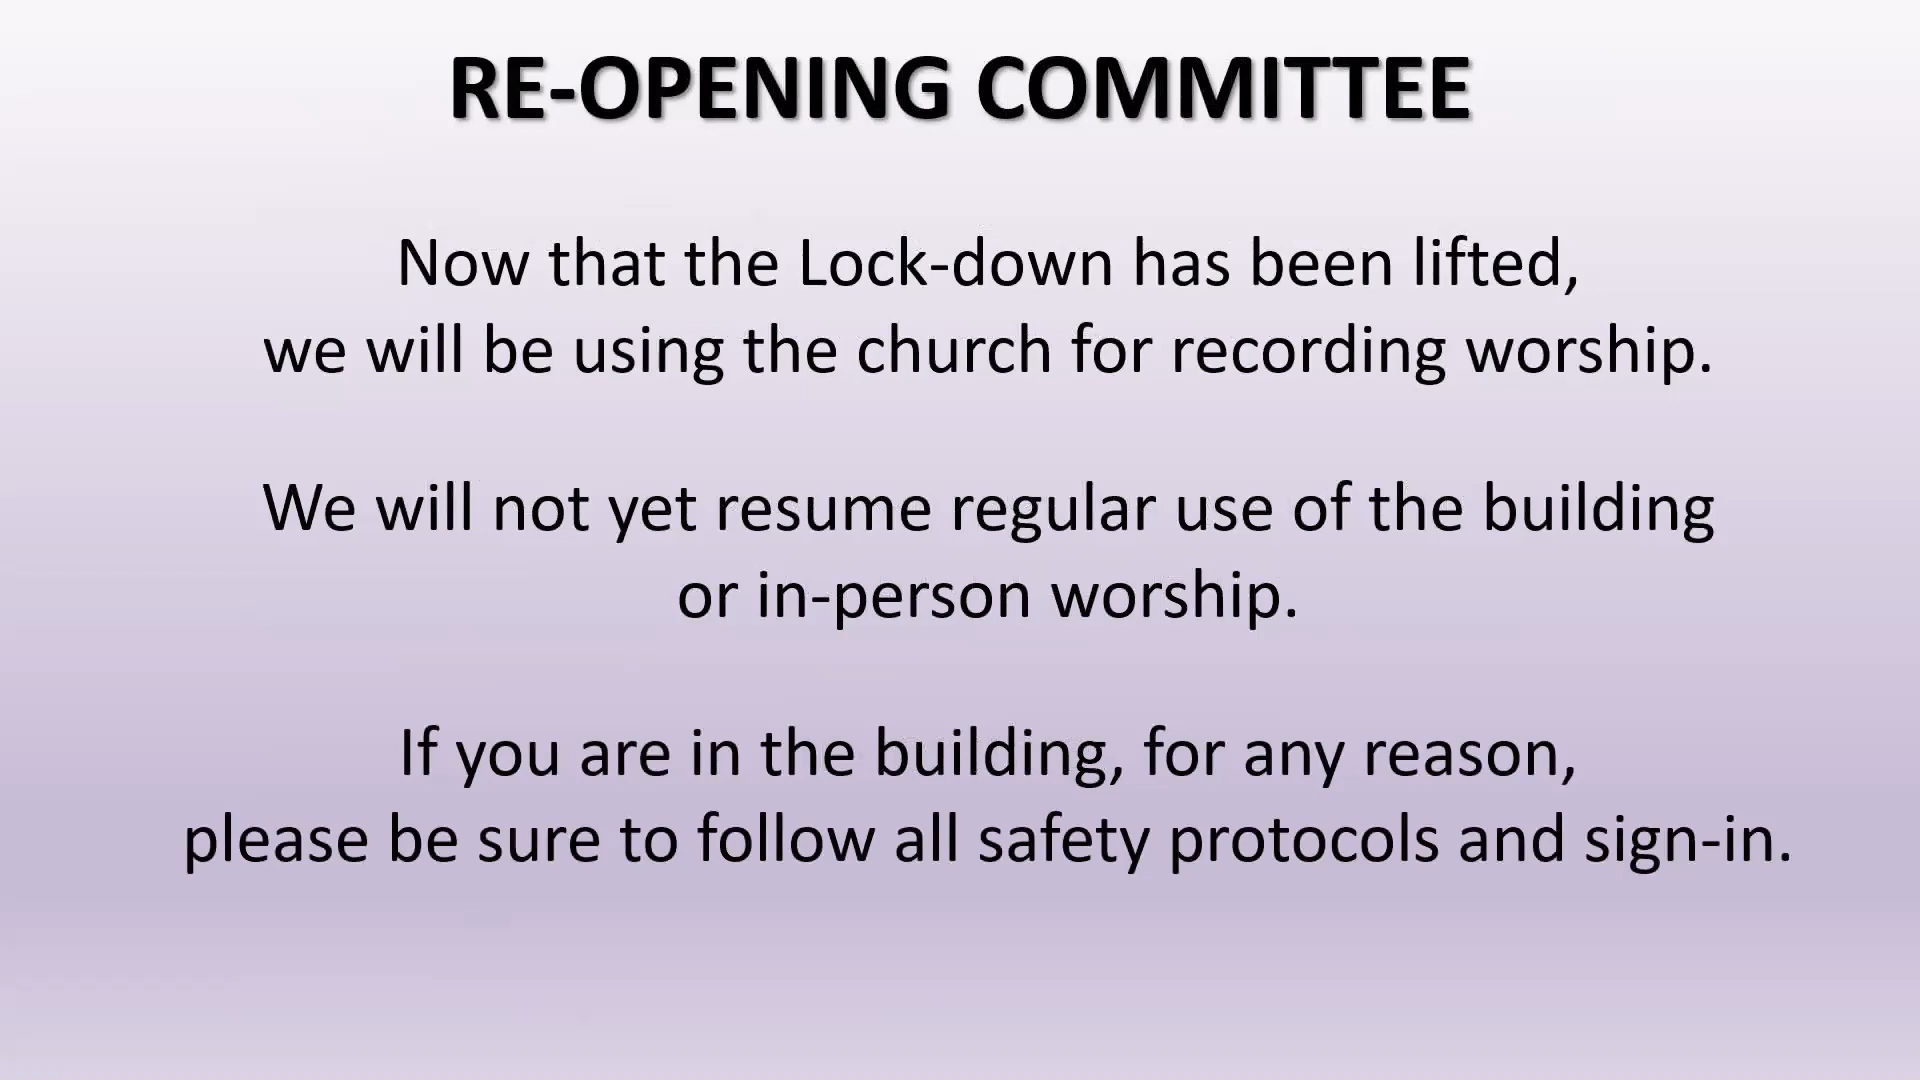 RE-OPENING COMMITTEE
Now that the Lock-down has been lifted,
we will be using the church for recording worship.
We will not yet resume regular use of the building
or in-person worship.
If you are in the building, for any reason,
please be sure to follow all safety protocols and sign-in.